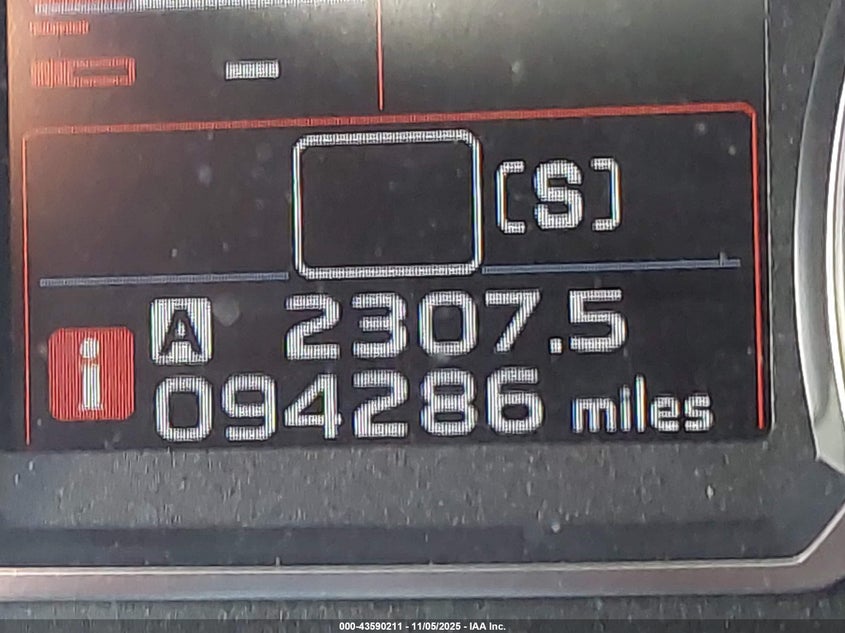 [S]
A 2307.5
i 094286 miles
000-43590211 - 11/05/2025 - IAA Inc.